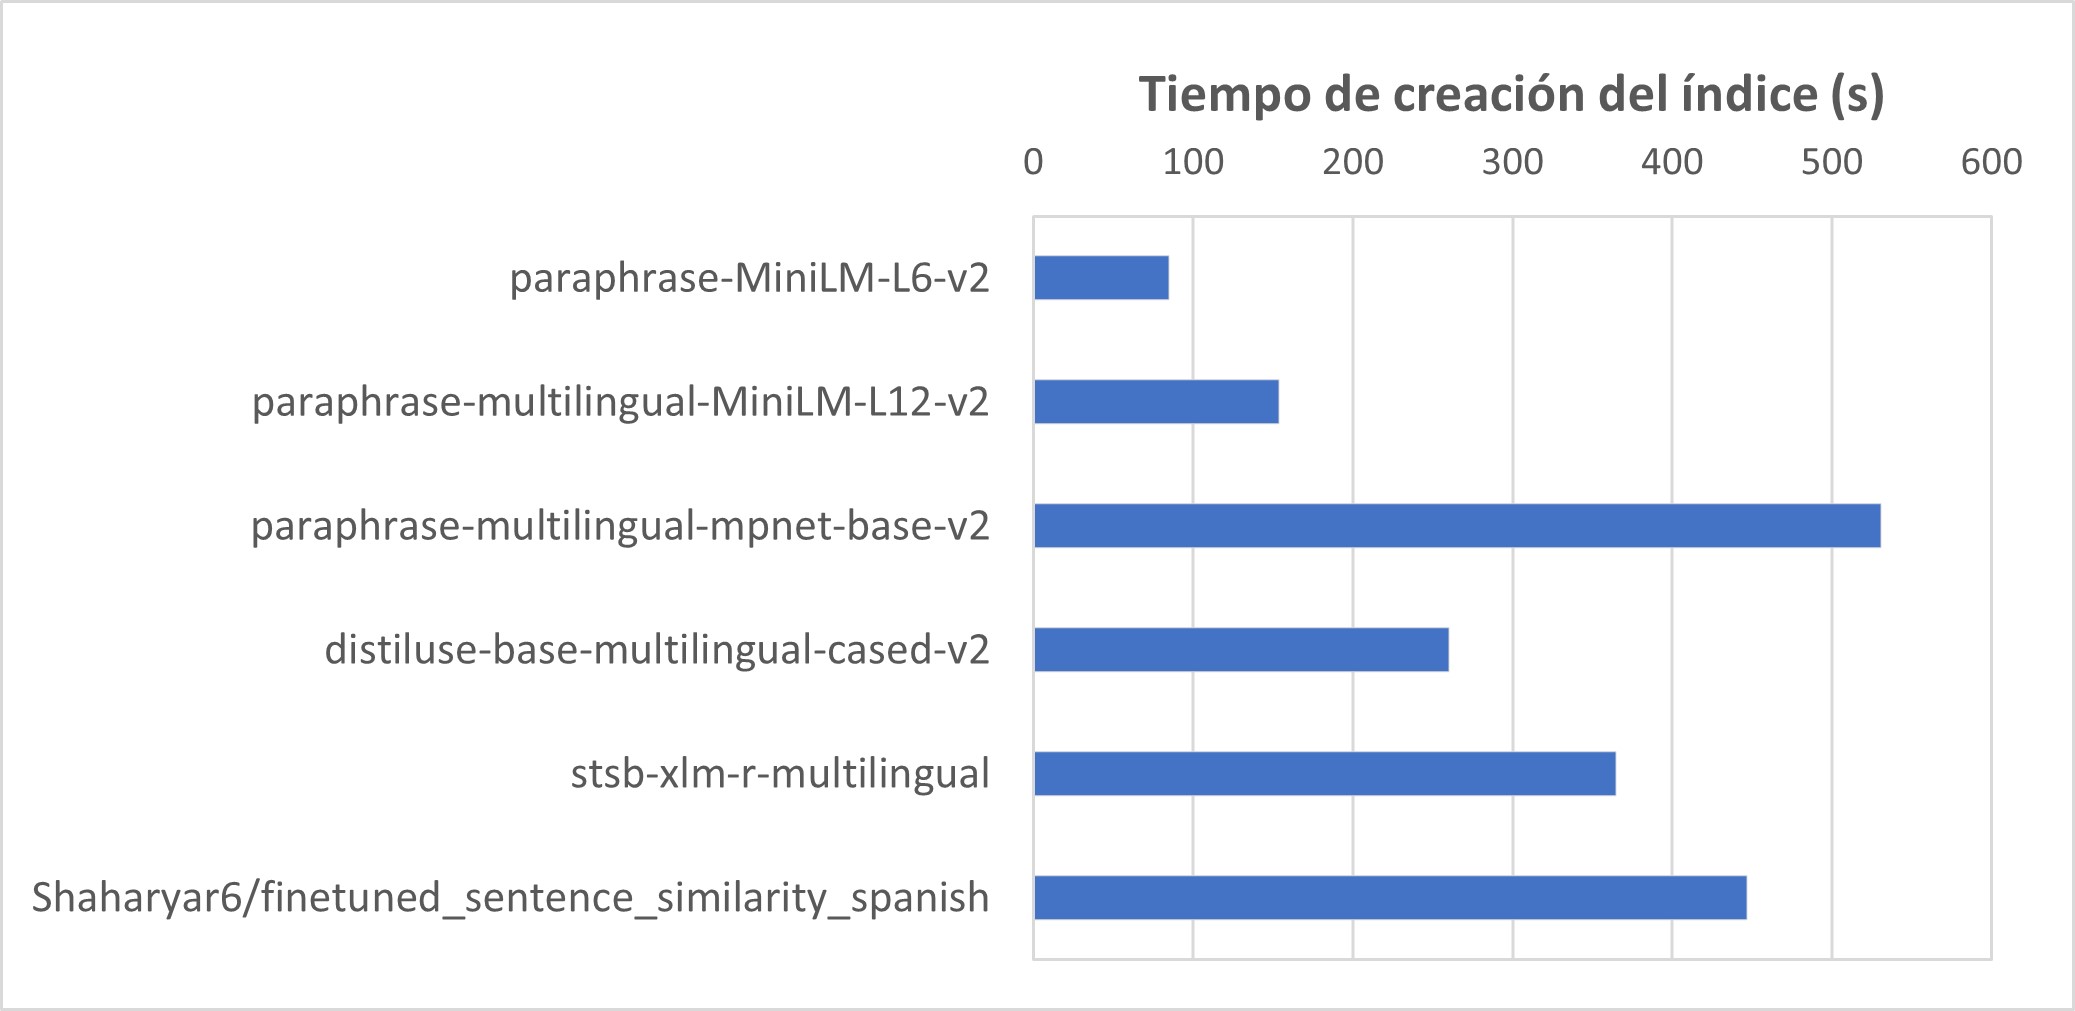 Tiempo de creación del índice (s)
0 100 200 300 400 500 600
paraphrase-MiniLM-L6-v2
paraphrase-multilingual-MiniLM-L12-v2
paraphrase-multilingual-mpnet-base-v2
distiluse-base-multilingual-cased-v2
stsb-xlm-r-multilingual
Shaharyar6/finetuned_sentence_similarity_spanish